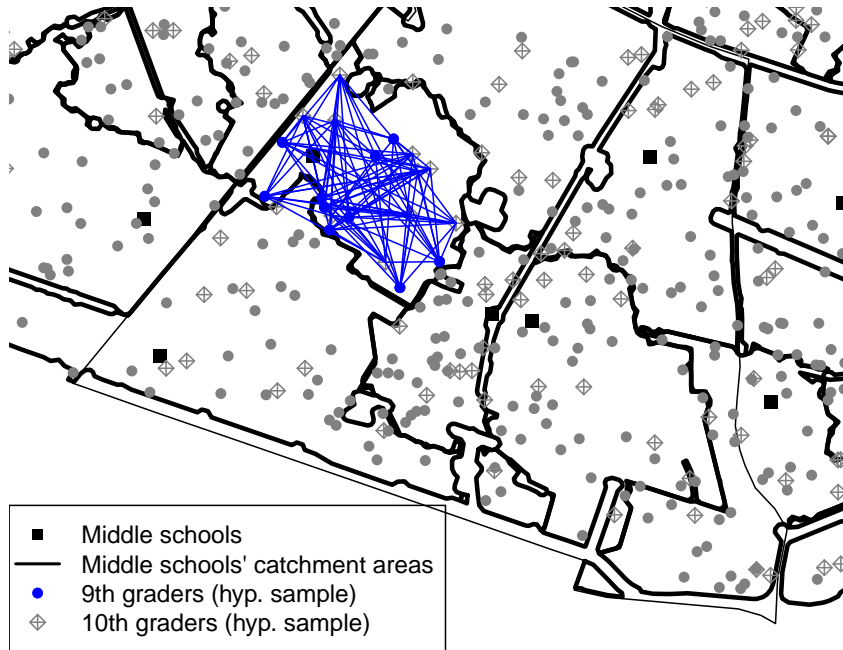 Middle schools
Middle schools' catchment areas
9th graders (hyp. sample)
10th graders (hyp. sample)